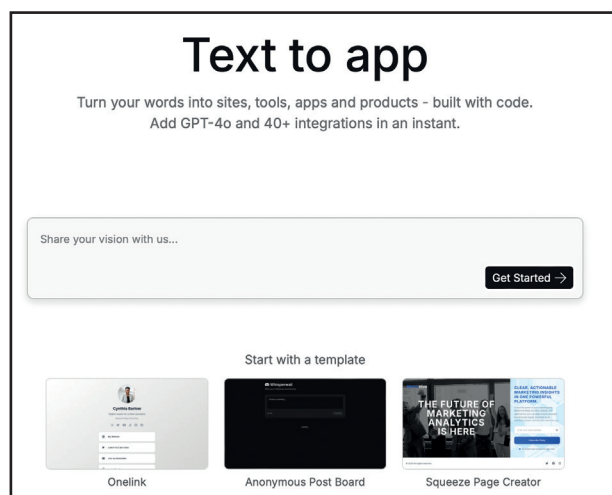 Text to app
Turn your words into sites, tools, apps and products - built with code.
Add GPT-4o and 40+ integrations in an instant.
Share your vision with us...
Get Started →
Start with a template
Cynthia Barlow
Whisperwall
THE FUTURE OF
MARKETING
ANALYTICS
IS HERE
CLEAR, ACTIONABLE
MARKETING INSIGHTS
IN ONE POWERFUL
PLATFORM.
Onelink
Anonymous Post Board
Squeeze Page Creator